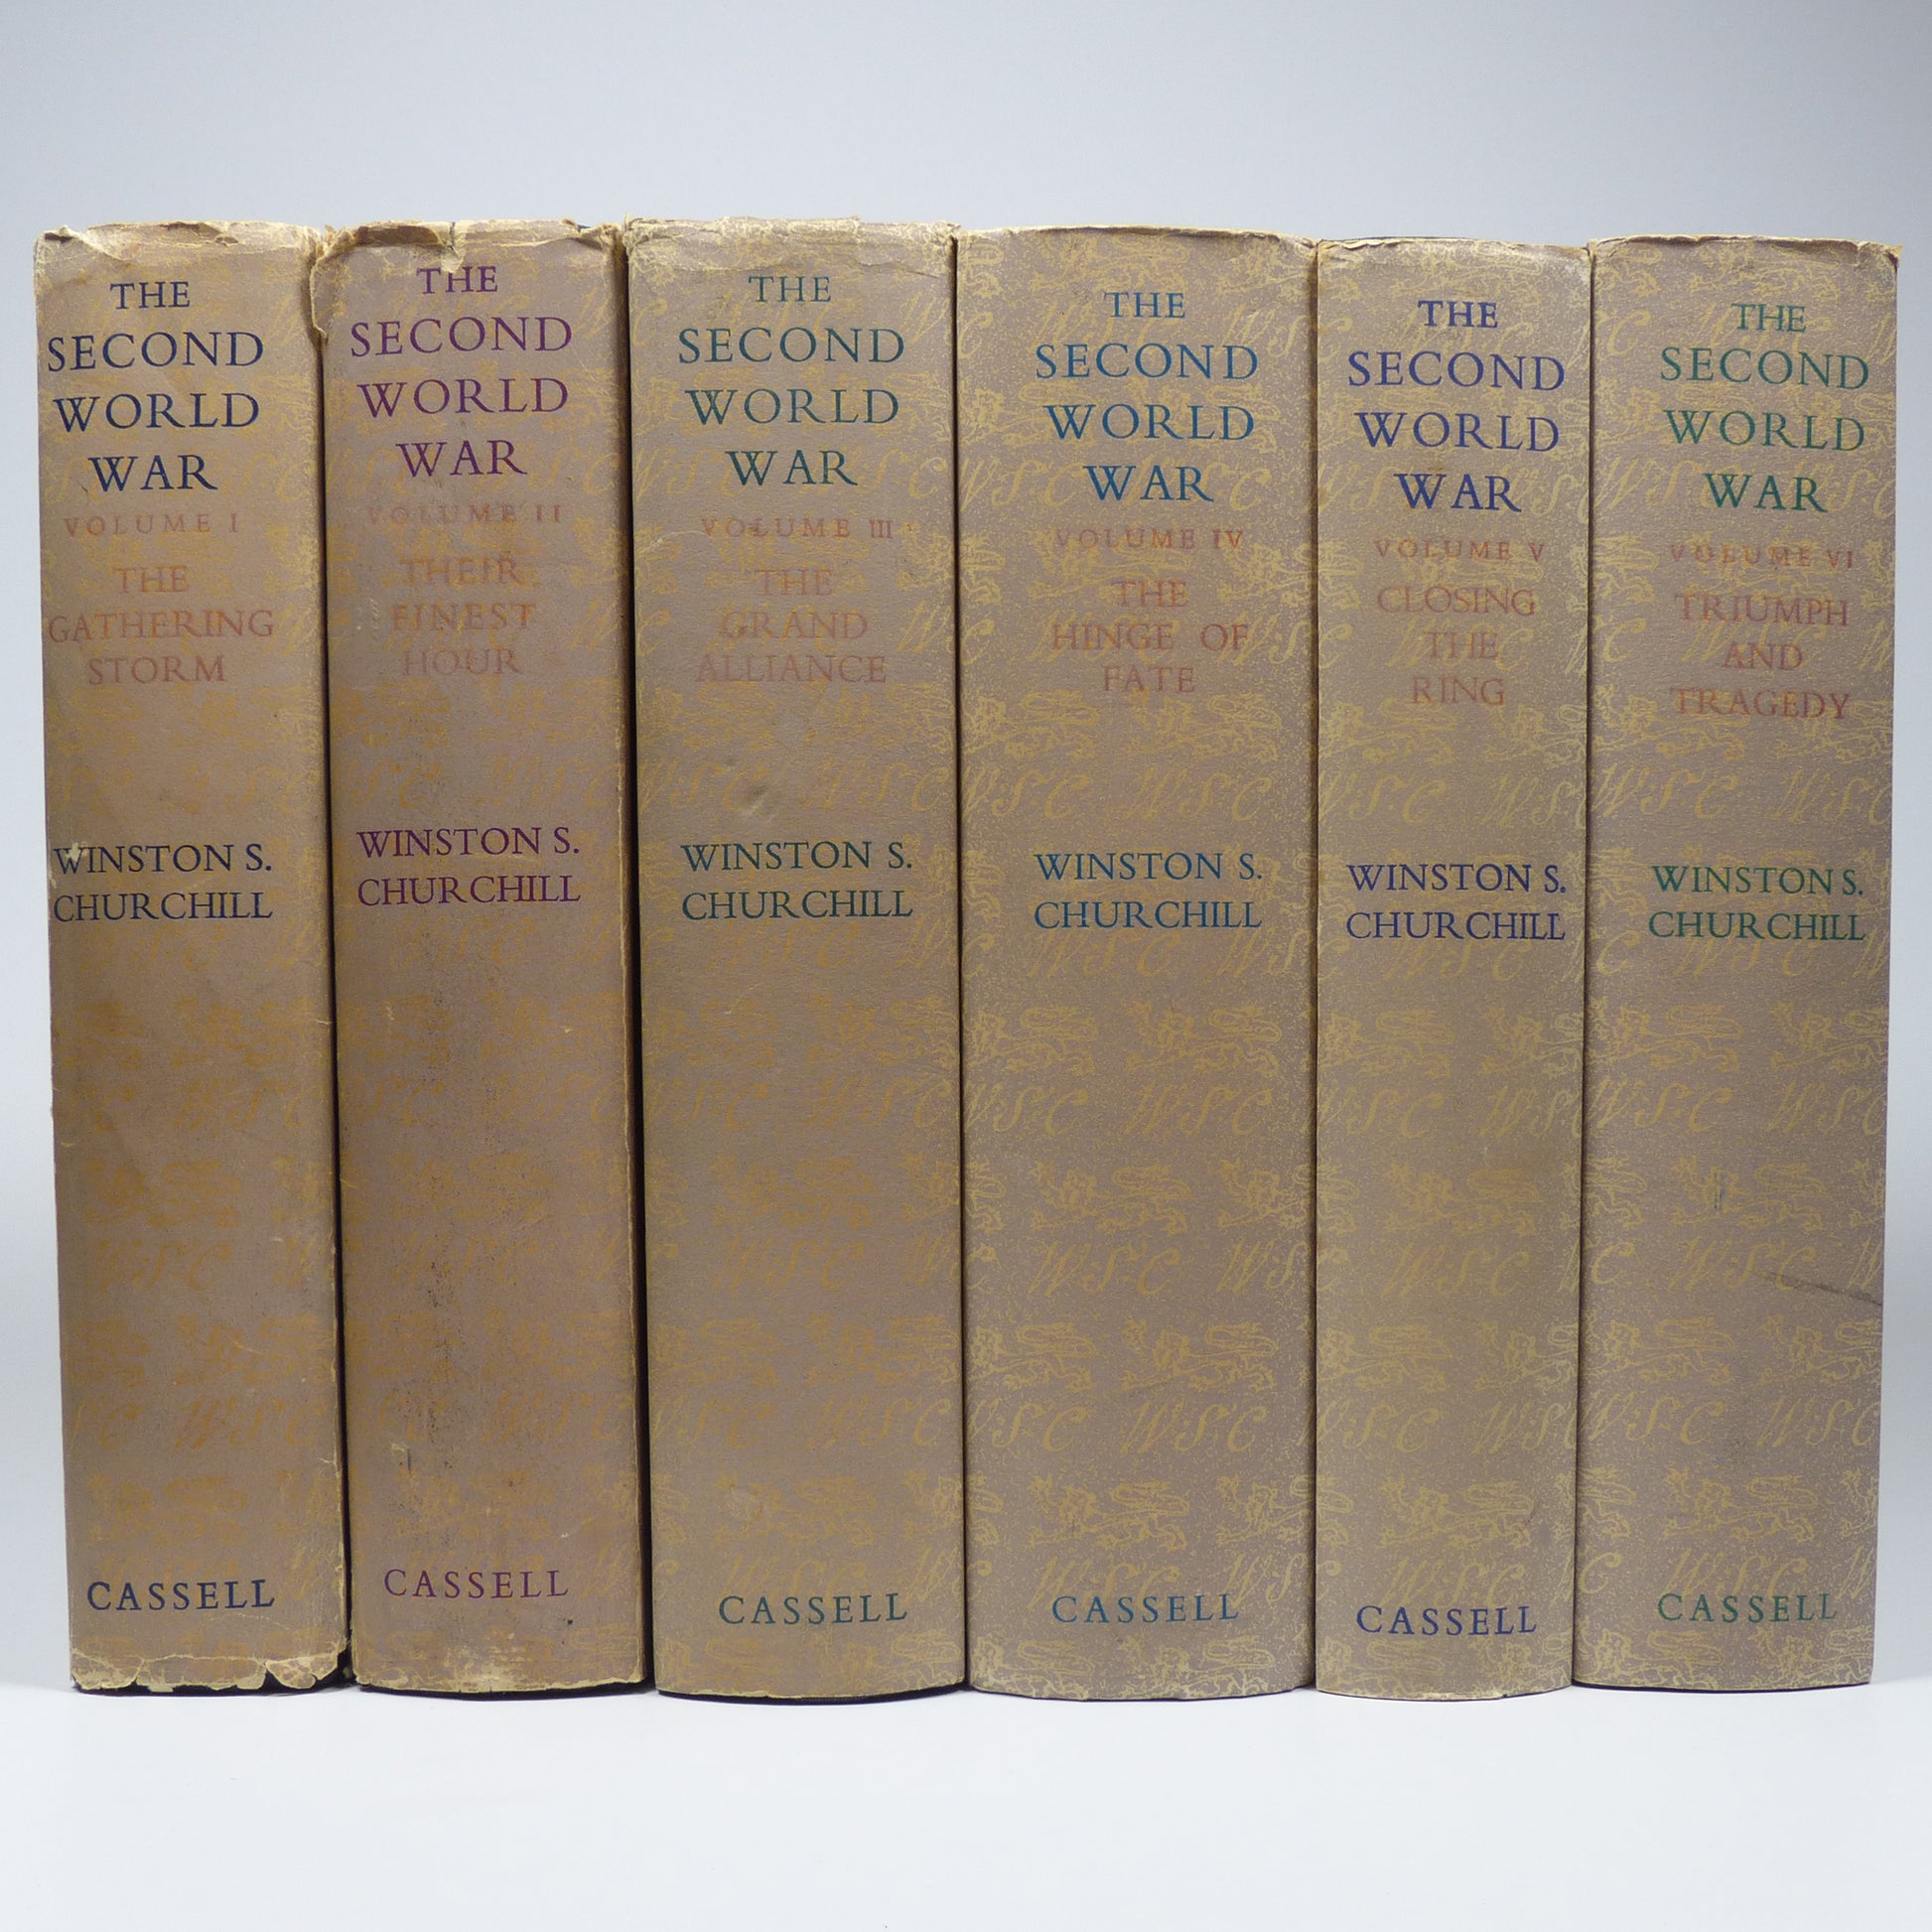 THE
SECOND
WORLD
WAR
VOLUME I
THE
GATHERING
STORM
WINSTON S.
CHURCHILL
CASSELL
THE
SECOND
WORLD
WAR
VOLUME II
THEIR
FINEST
HOUR
WINSTON S.
CHURCHILL
CASSELL
THE
SECOND
WORLD
WAR
VOLUME III
THE
GRAND
ALLIANCE
WINSTON S.
CHURCHILL
CASSELL
THE
SECOND
WORLD
WAR
VOLUME IV
THE
HINGE OF
FATE
WINSTON S.
CHURCHILL
CASSELL
THE
SECOND
WORLD
WAR
VOLUME V
CLOSING
THE
RING
WINSTON S.
CHURCHILL
CASSELL
THE
SECOND
WORLD
WAR
VOLUME VI
TRIUMPH
AND
TRAGEDY
WINSTON S.
CHURCHILL
CASSELL